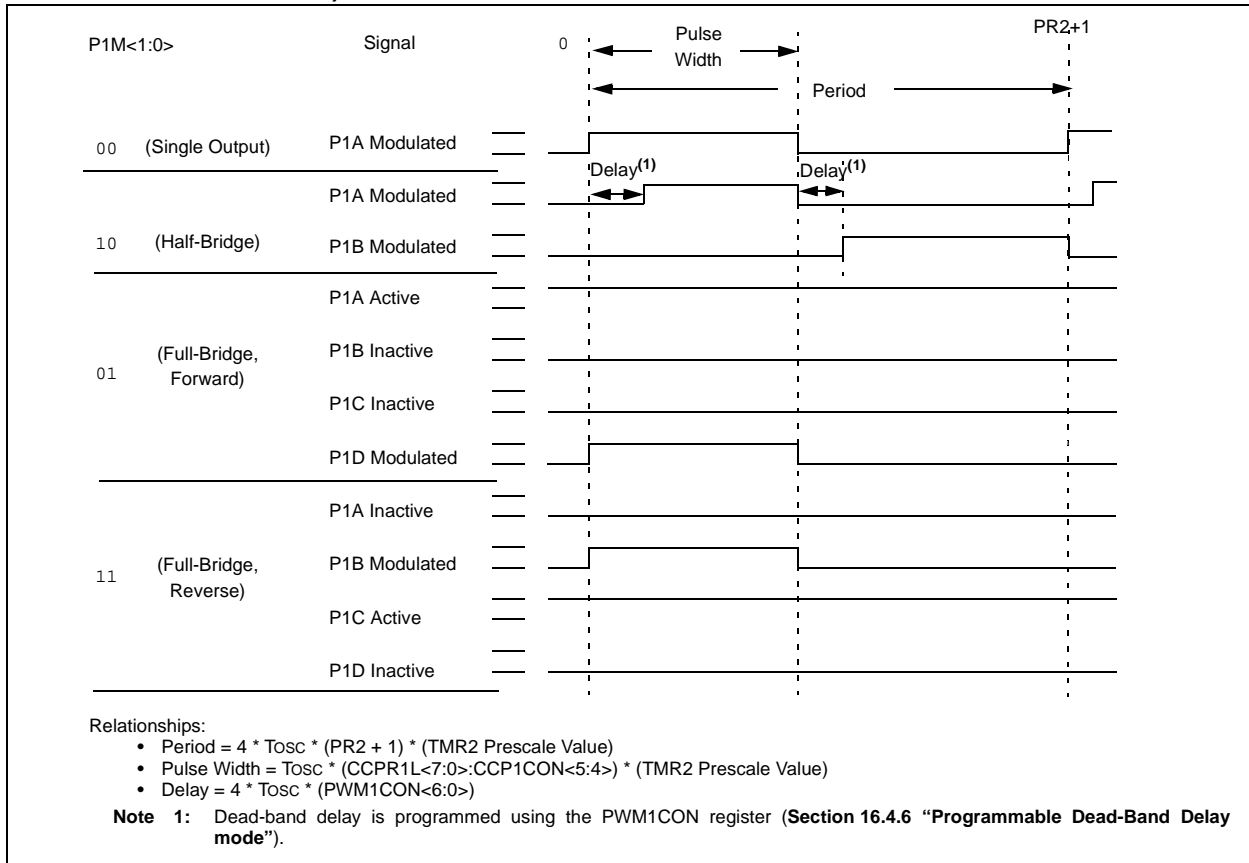 P1M<1:0> Signal 0 Pulse Width PR2+1
Period
00 (Single Output) P1A Modulated
Delay(1) Delay(1)
P1A Modulated
10 (Half-Bridge) P1B Modulated
P1A Active
P1B Inactive
01 (Full-Bridge, Forward)
P1C Inactive
P1D Modulated
P1A Inactive
P1B Modulated
11 (Full-Bridge, Reverse)
P1C Active
P1D Inactive
Relationships:
• Period = 4 * TOSC * (PR2 + 1) * (TMR2 Prescale Value)
• Pulse Width = TOSC * (CCPR1L<7:0>:CCP1CON<5:4>) * (TMR2 Prescale Value)
• Delay = 4 * TOSC * (PWM1CON<6:0>)
Note 1: Dead-band delay is programmed using the PWM1CON register (Section 16.4.6 “Programmable Dead-Band Delay
mode”).